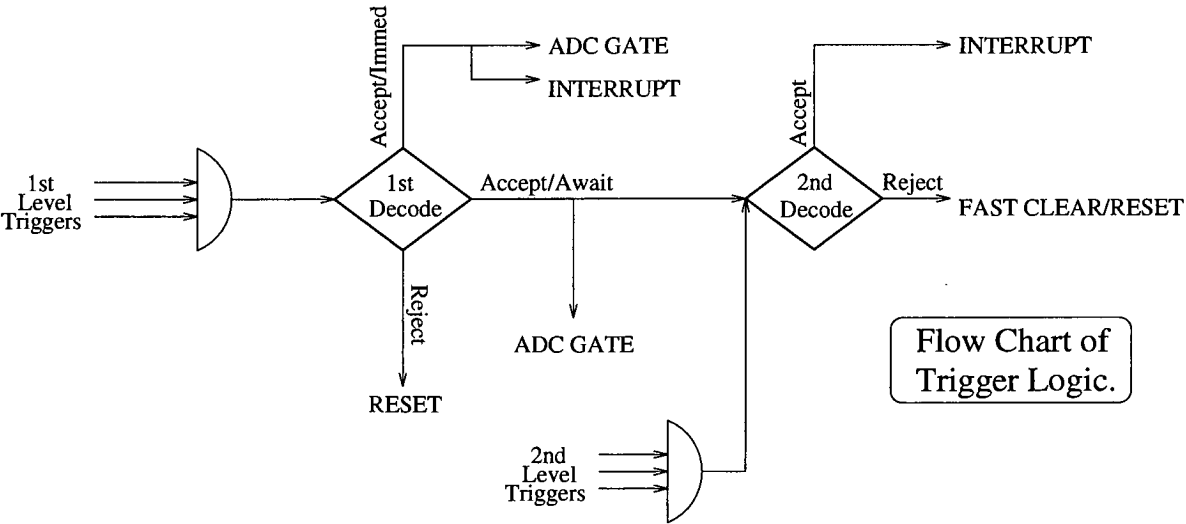 Accept/Immed
ADC GATE
INTERRUPT
1st
Level
Triggers
1st
Decode
Accept/Await
Reject
RESET
ADC GATE
2nd
Level
Triggers
Accept
INTERRUPT
2nd
Decode
Reject
FAST CLEAR/RESET
Flow Chart of
Trigger Logic.